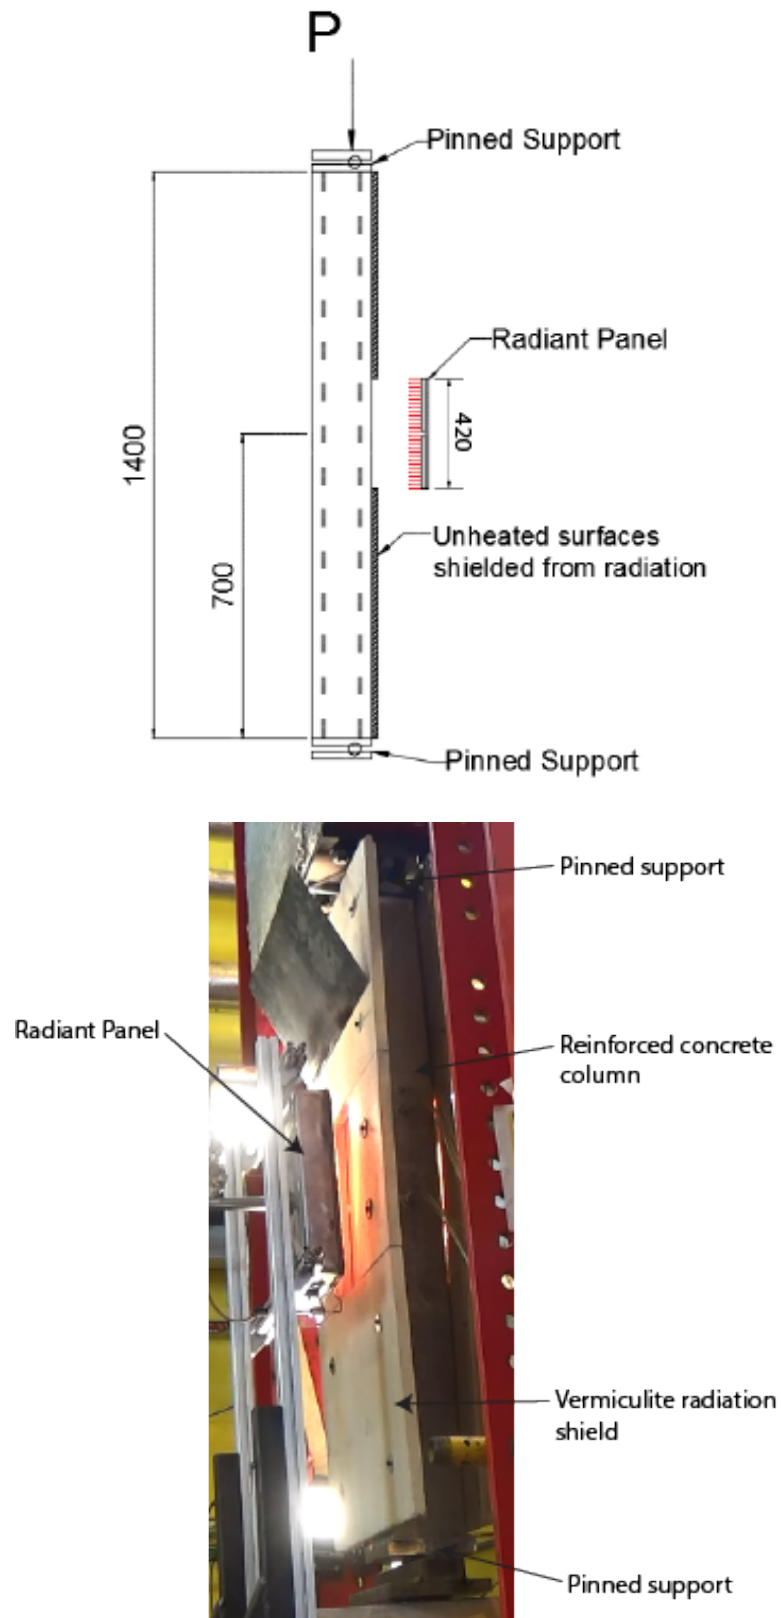 P
Pinned Support
Radiant Panel
420
1400
700
Unheated surfaces
shielded from radiation
Pinned Support
Pinned support
Radiant Panel
Reinforced concrete
column
Vermiculite radiation
shield
Pinned support